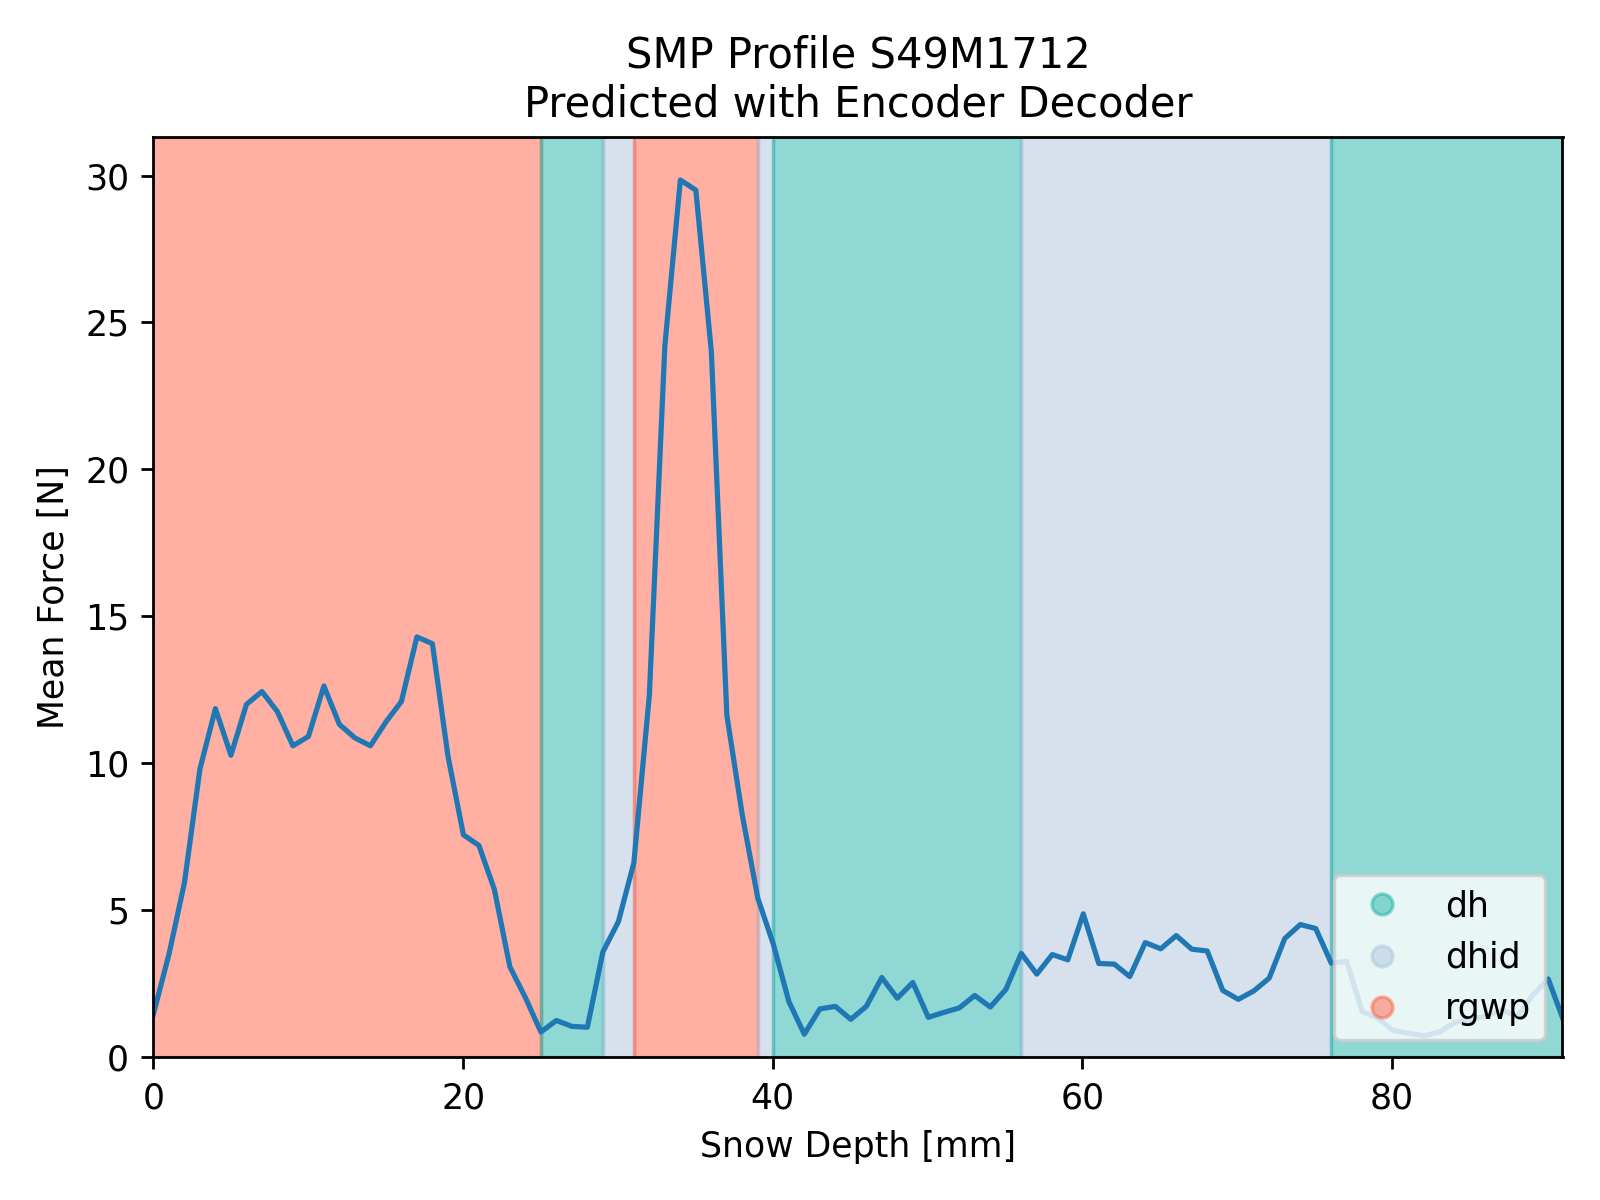 SMP Profile S49M1712
Predicted with Encoder Decoder
30
25
20
15
10
5
0
Mean Force [N]
0 20 40 60 80
Snow Depth [mm]
dh
dhid
rgwp